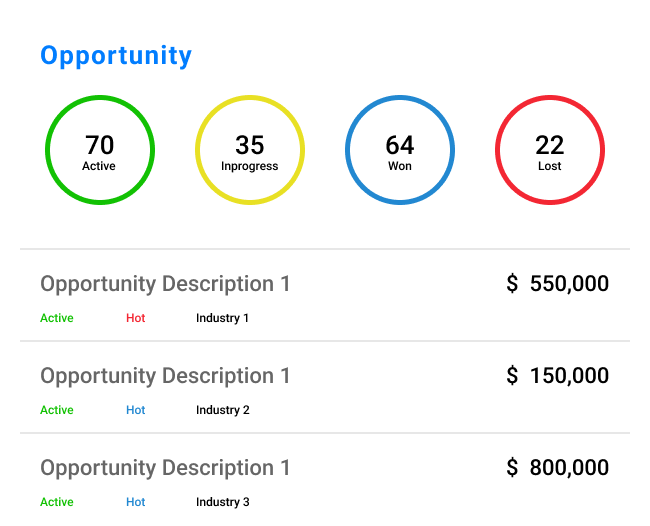 Opportunity
70 35 64 22
Active Inprogress Won Lost
Opportunity Description 1 $ 550,000
Active Hot Industry 1
Opportunity Description 1 $ 150,000
Active Hot Industry 2
Opportunity Description 1 $ 800,000
Active Hot Industry 3